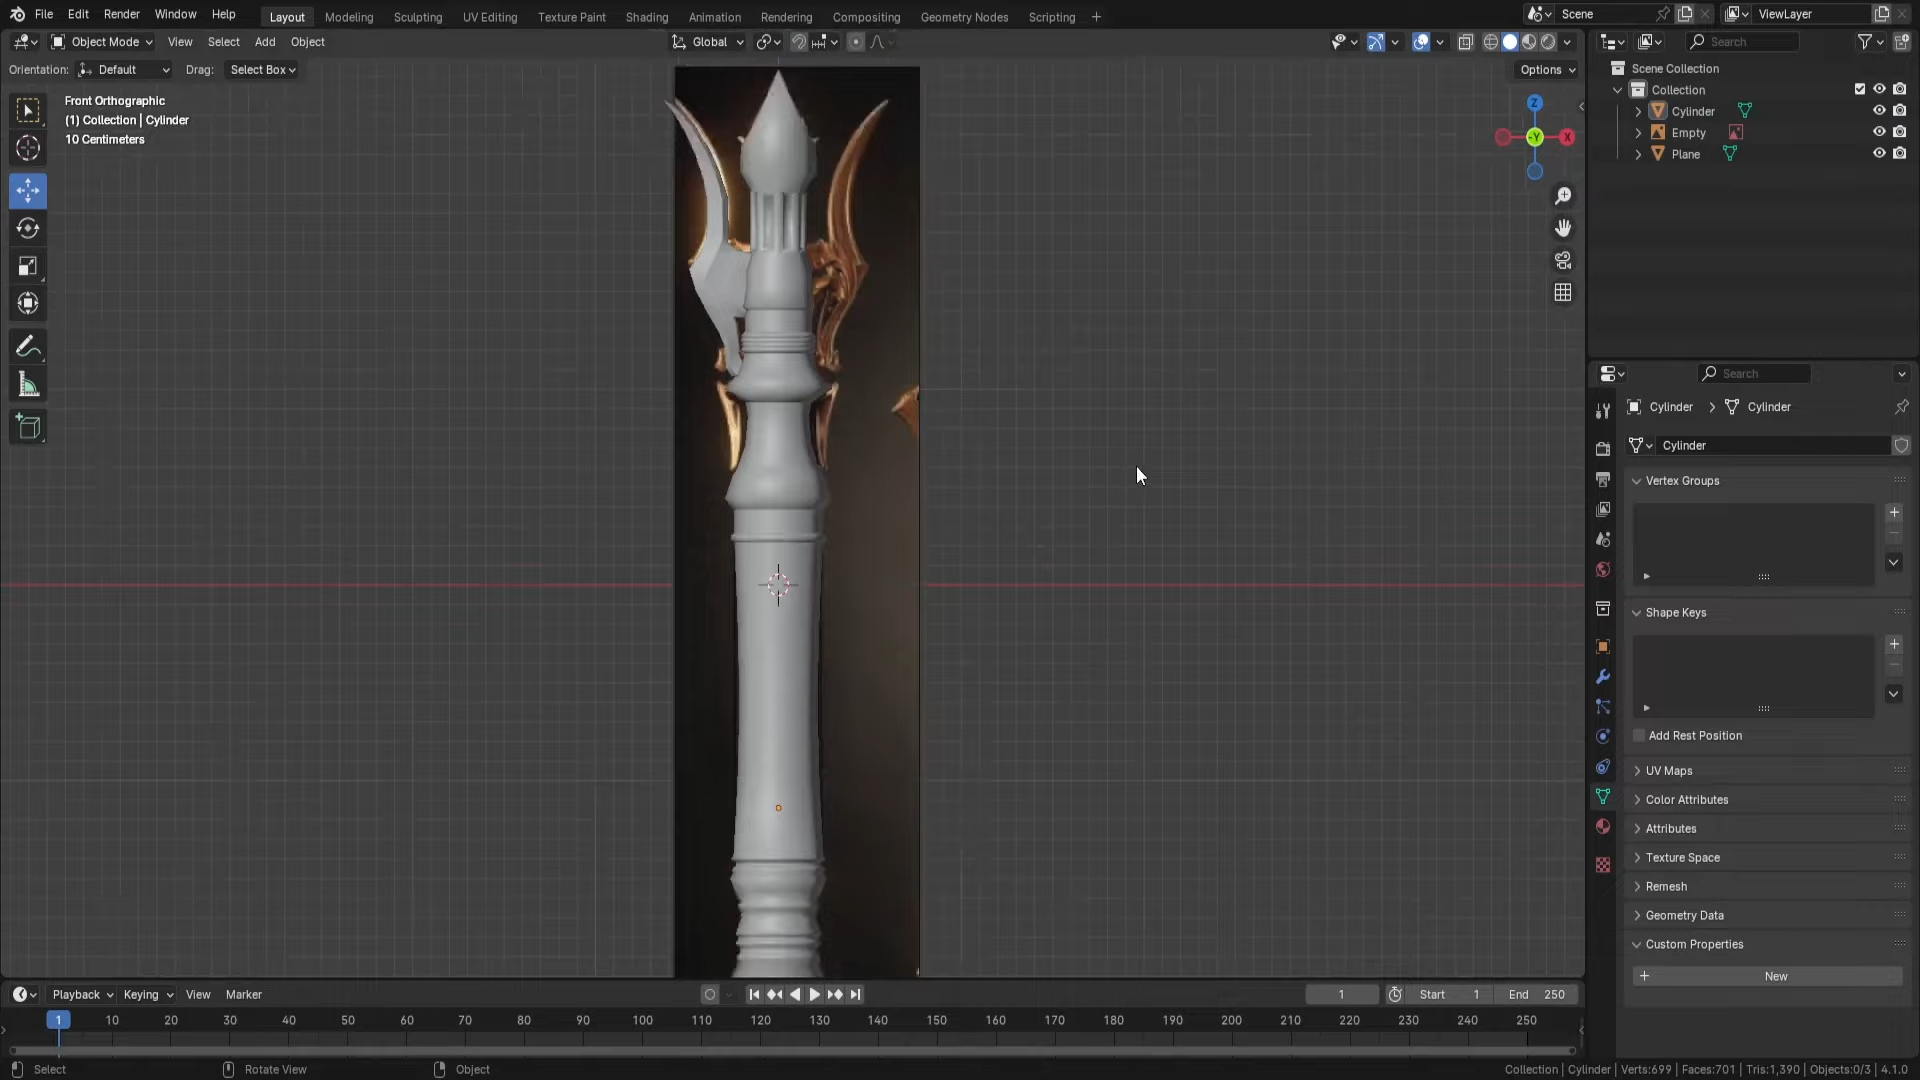 File Edit Render Window Help Layout Modeling Sculpting UV Editing Texture Paint Shading Animation Rendering Compositing Geometry Nodes Scripting + Scene ViewLayer
Object Mode View Select Add Object Global Search
Orientation: Default Drag: Select Box Options
Scene Collection
Collection
Cylinder
Empty
Plane
Front Orthographic
(1) Collection | Cylinder
10 Centimeters
Z
-Y
X
Search
Cylinder > Cylinder
Cylinder
Vertex Groups
Shape Keys
Add Rest Position
UV Maps
Color Attributes
Attributes
Texture Space
Remesh
Geometry Data
Custom Properties
+ New
Playback Keying View Marker 1 Start 1 End 250
1 10 20 30 40 50 60 70 80 90 100 110 120 130 140 150 160 170 180 190 200 210 220 230 240 250
Select Rotate View Object Collection | Cylinder | Verts:699 | Faces:701 | Tris:1,390 | Objects:0/3 | 4.1.0